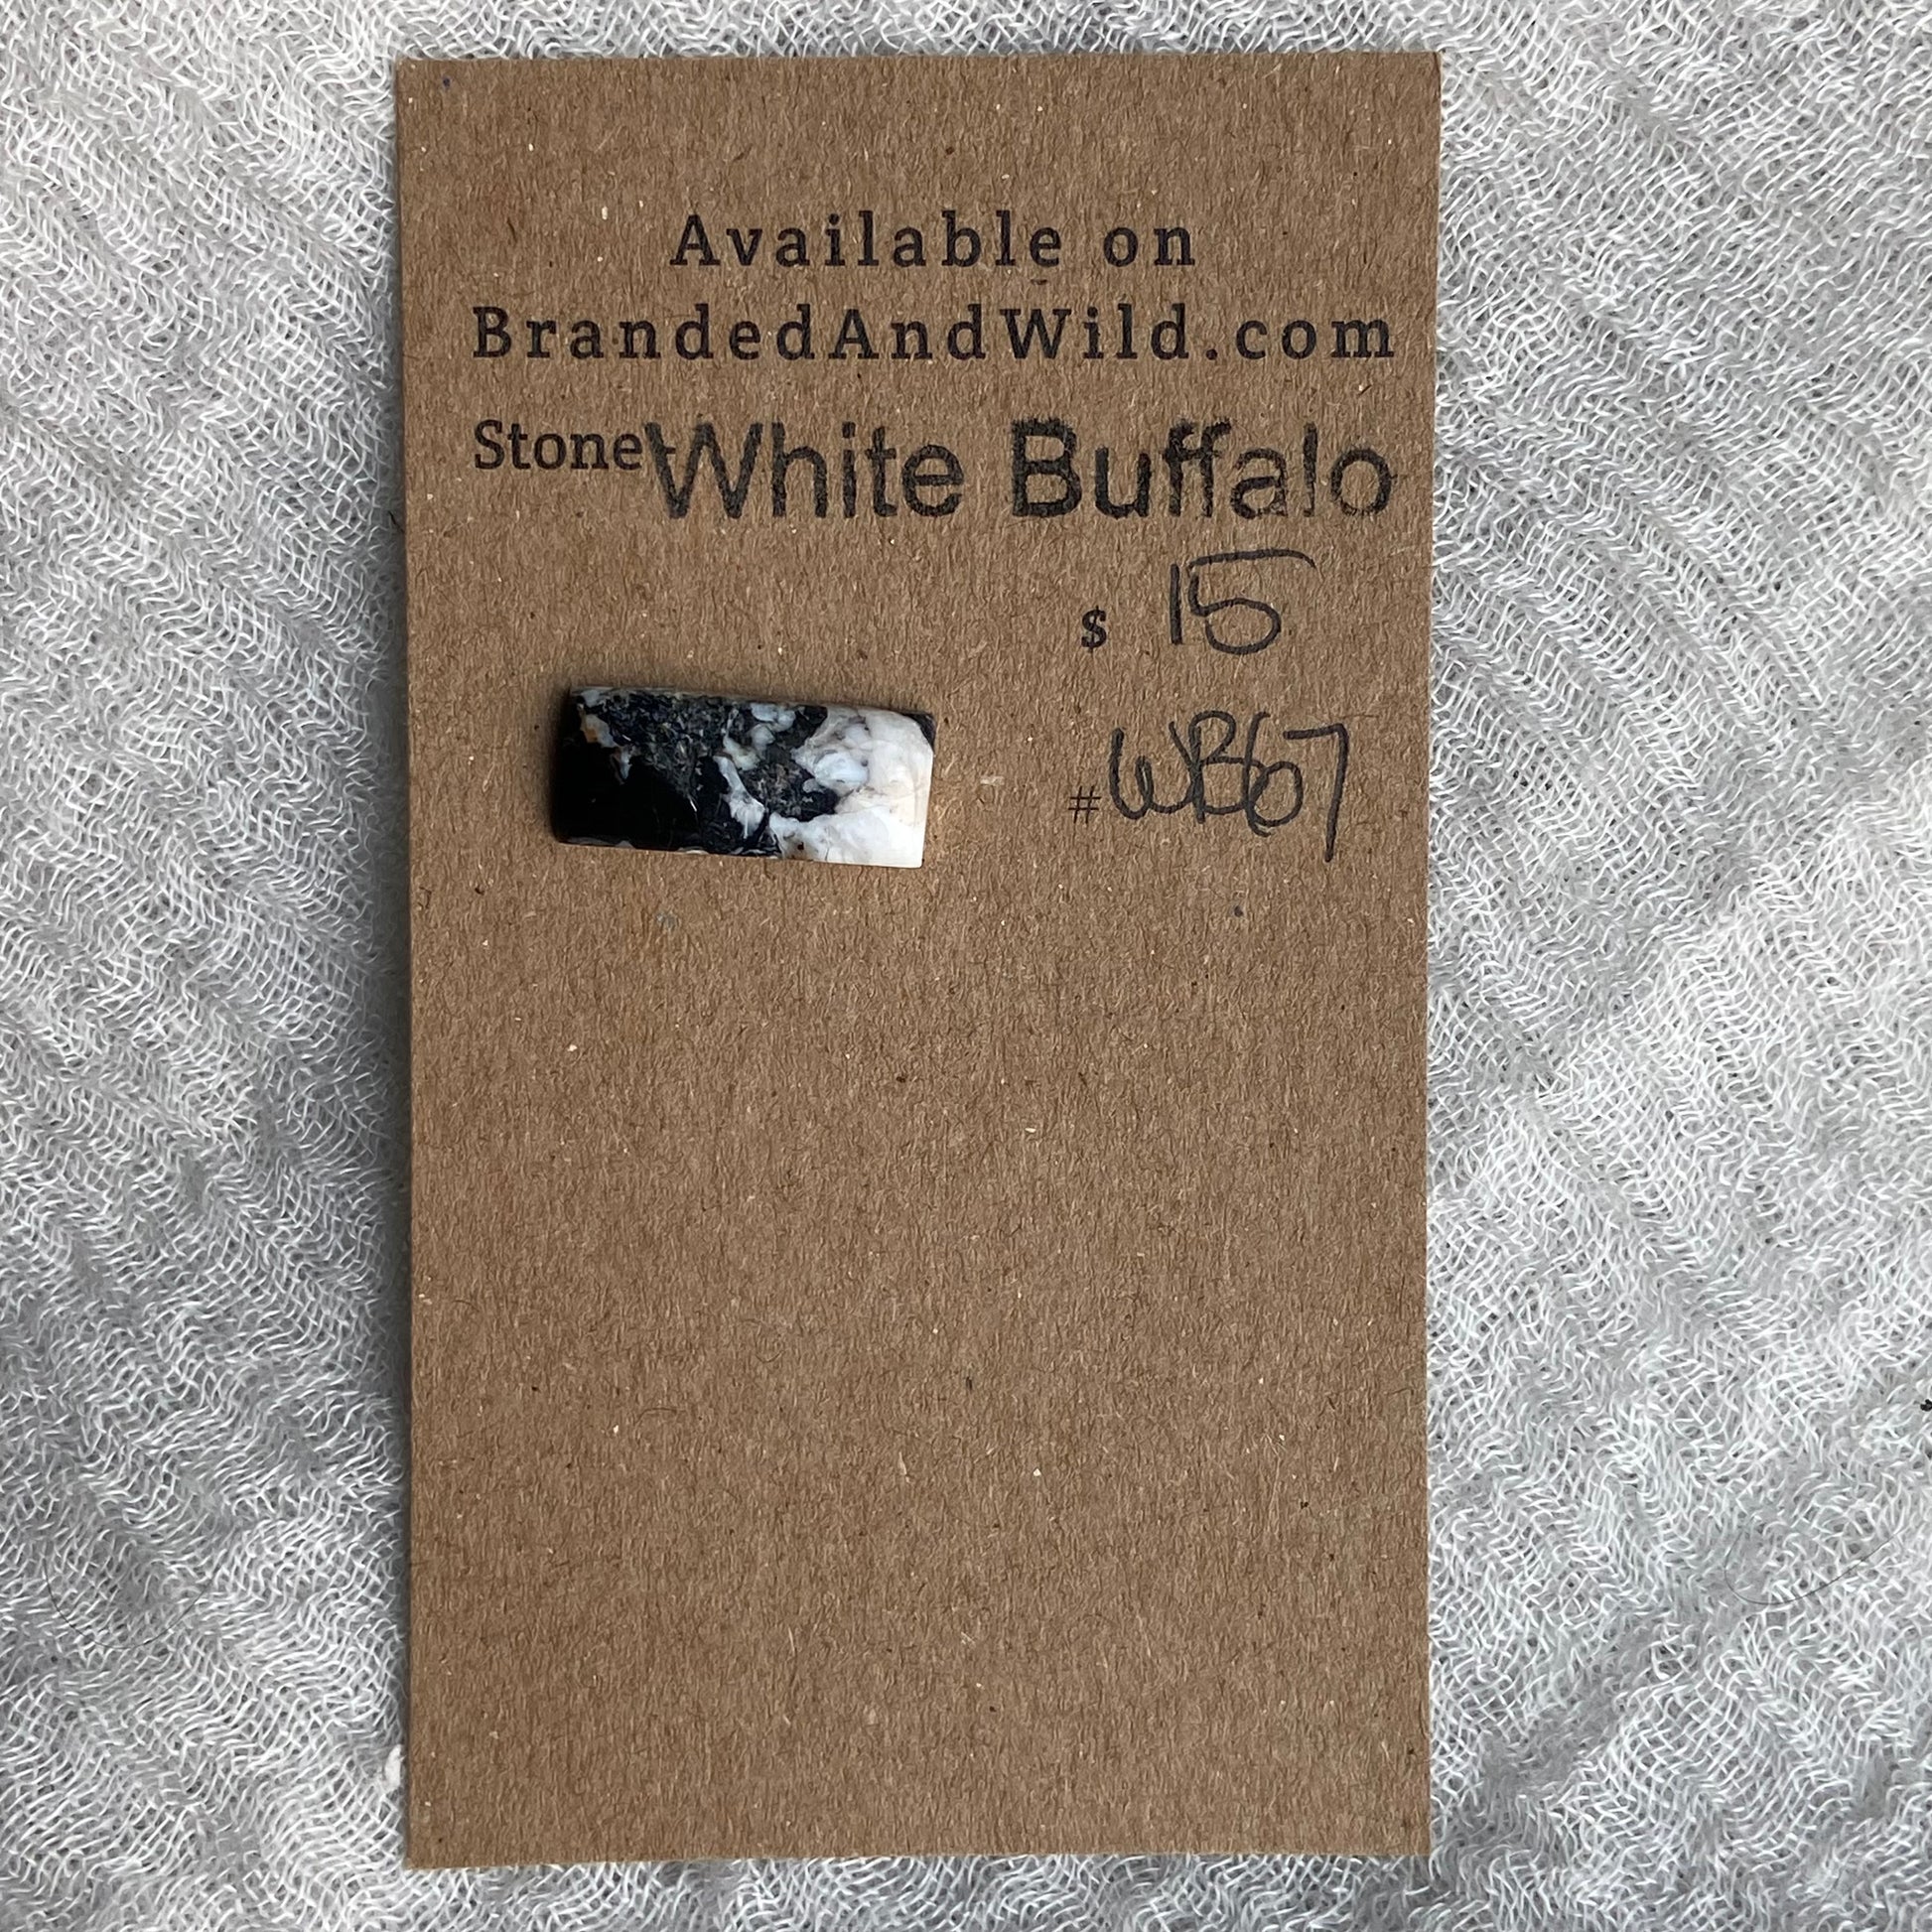 Available on
BrandedAndWild.com
Stone White Buffalo
$ 15
#WB67